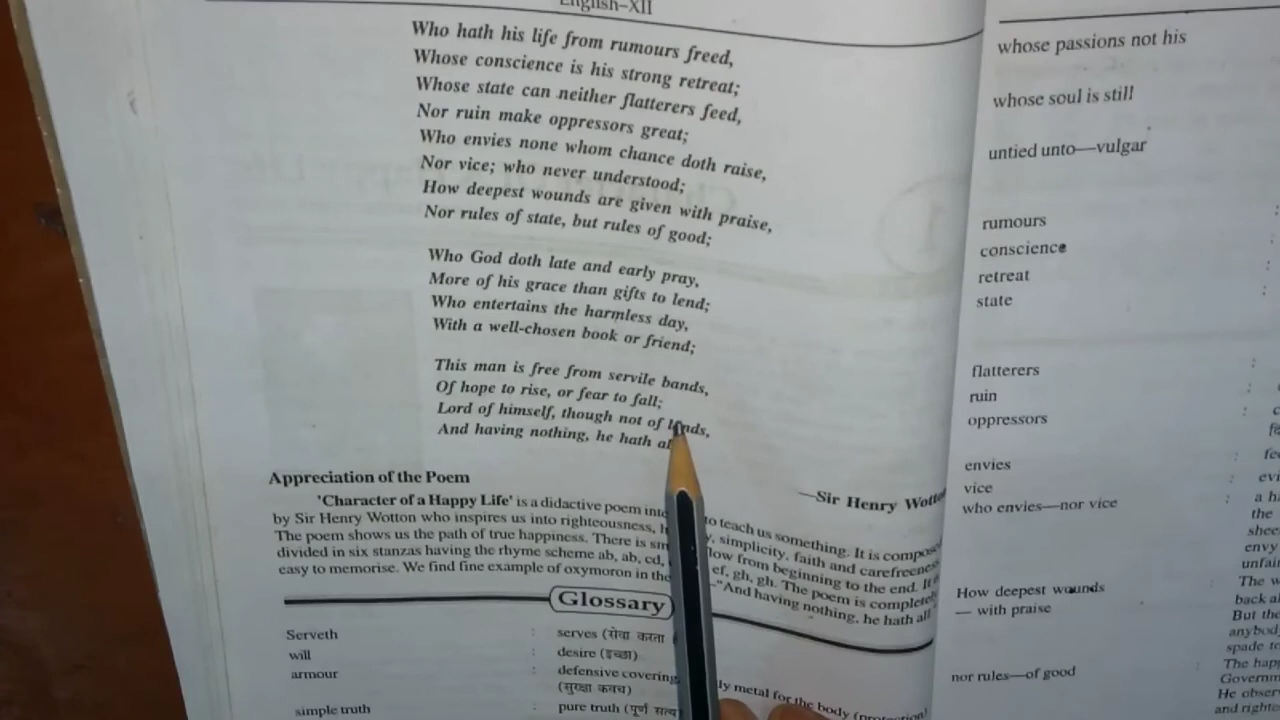 English–XII
Who hath his life from rumours freed,
Whose conscience is his strong retreat;
Whose state can neither flatterers feed,
Nor ruin make oppressors great;
Who envies none whom chance doth raise,
Nor vice; who never understood;
How deepest wounds are given with praise,
Nor rules of state, but rules of good;
Who God doth late and early pray,
More of his grace than gifts to lend;
Who entertains the harmless day,
With a well-chosen book or friend;
This man is free from servile bands,
Of hope to rise, or fear to fall;
Lord of himself, though not of
And having nothing, he hath
—Sir Henry
Appreciation of the Poem
'Character of a Happy Life' is a didactic poem to teach us something. It is
by Sir Henry Wotton who inspires us into righteousness, simplicity, faith and
The poem shows us the path of true happiness. There is from beginning to the end.
divided in six stanzas having the rhyme scheme ab, ab, cd, ef, gh, gh. The poem is
easy to memorise. We find fine example of oxymoron in the "And having nothing, he hath all
Glossary
Serveth : serves (सेवा करता
will : desire (इच्छा)
armour : defensive covering metal for the body
(सुरक्षा कवच)
simple truth : pure truth (पूर्ण
whose passions not his
whose soul is still
untied unto—vulgar
rumours :
conscience :
retreat :
state :
flatterers :
ruin :
oppressors :
envies :
vice :
who envies—nor vice : a
the
envy
How deepest wounds : The
— with praise
back
But
anybody
spade
nor rules—of good : The
He
and